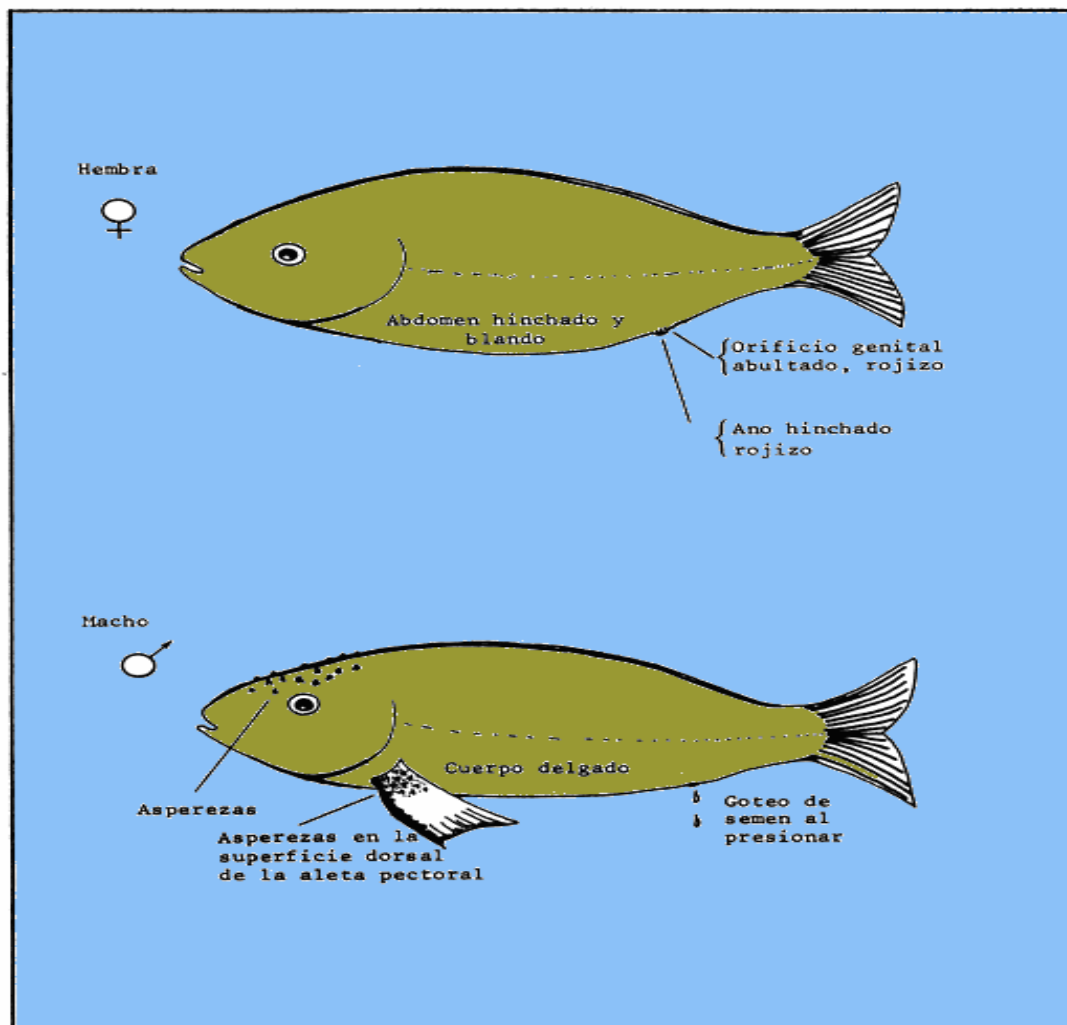 Hembra
Abdomen hinchado y
blando
Orificio genital
abultado, rojizo
Ano hinchado
rojizo
Macho
Cuerpo delgado
Asperezas
Asperezas en la
superficie dorsal
de la aleta pectoral
Goteo de
semen al
presionar